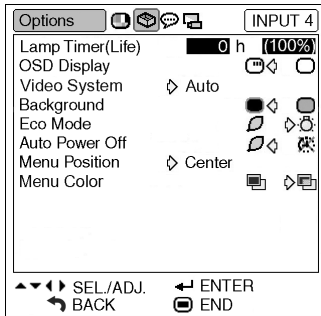 Options INPUT 4
Lamp Timer(Life) 0 h (100%)
OSD Display
Video System Auto
Background
Eco Mode
Auto Power Off
Menu Position Center
Menu Color
SEL./ADJ. ENTER
BACK END